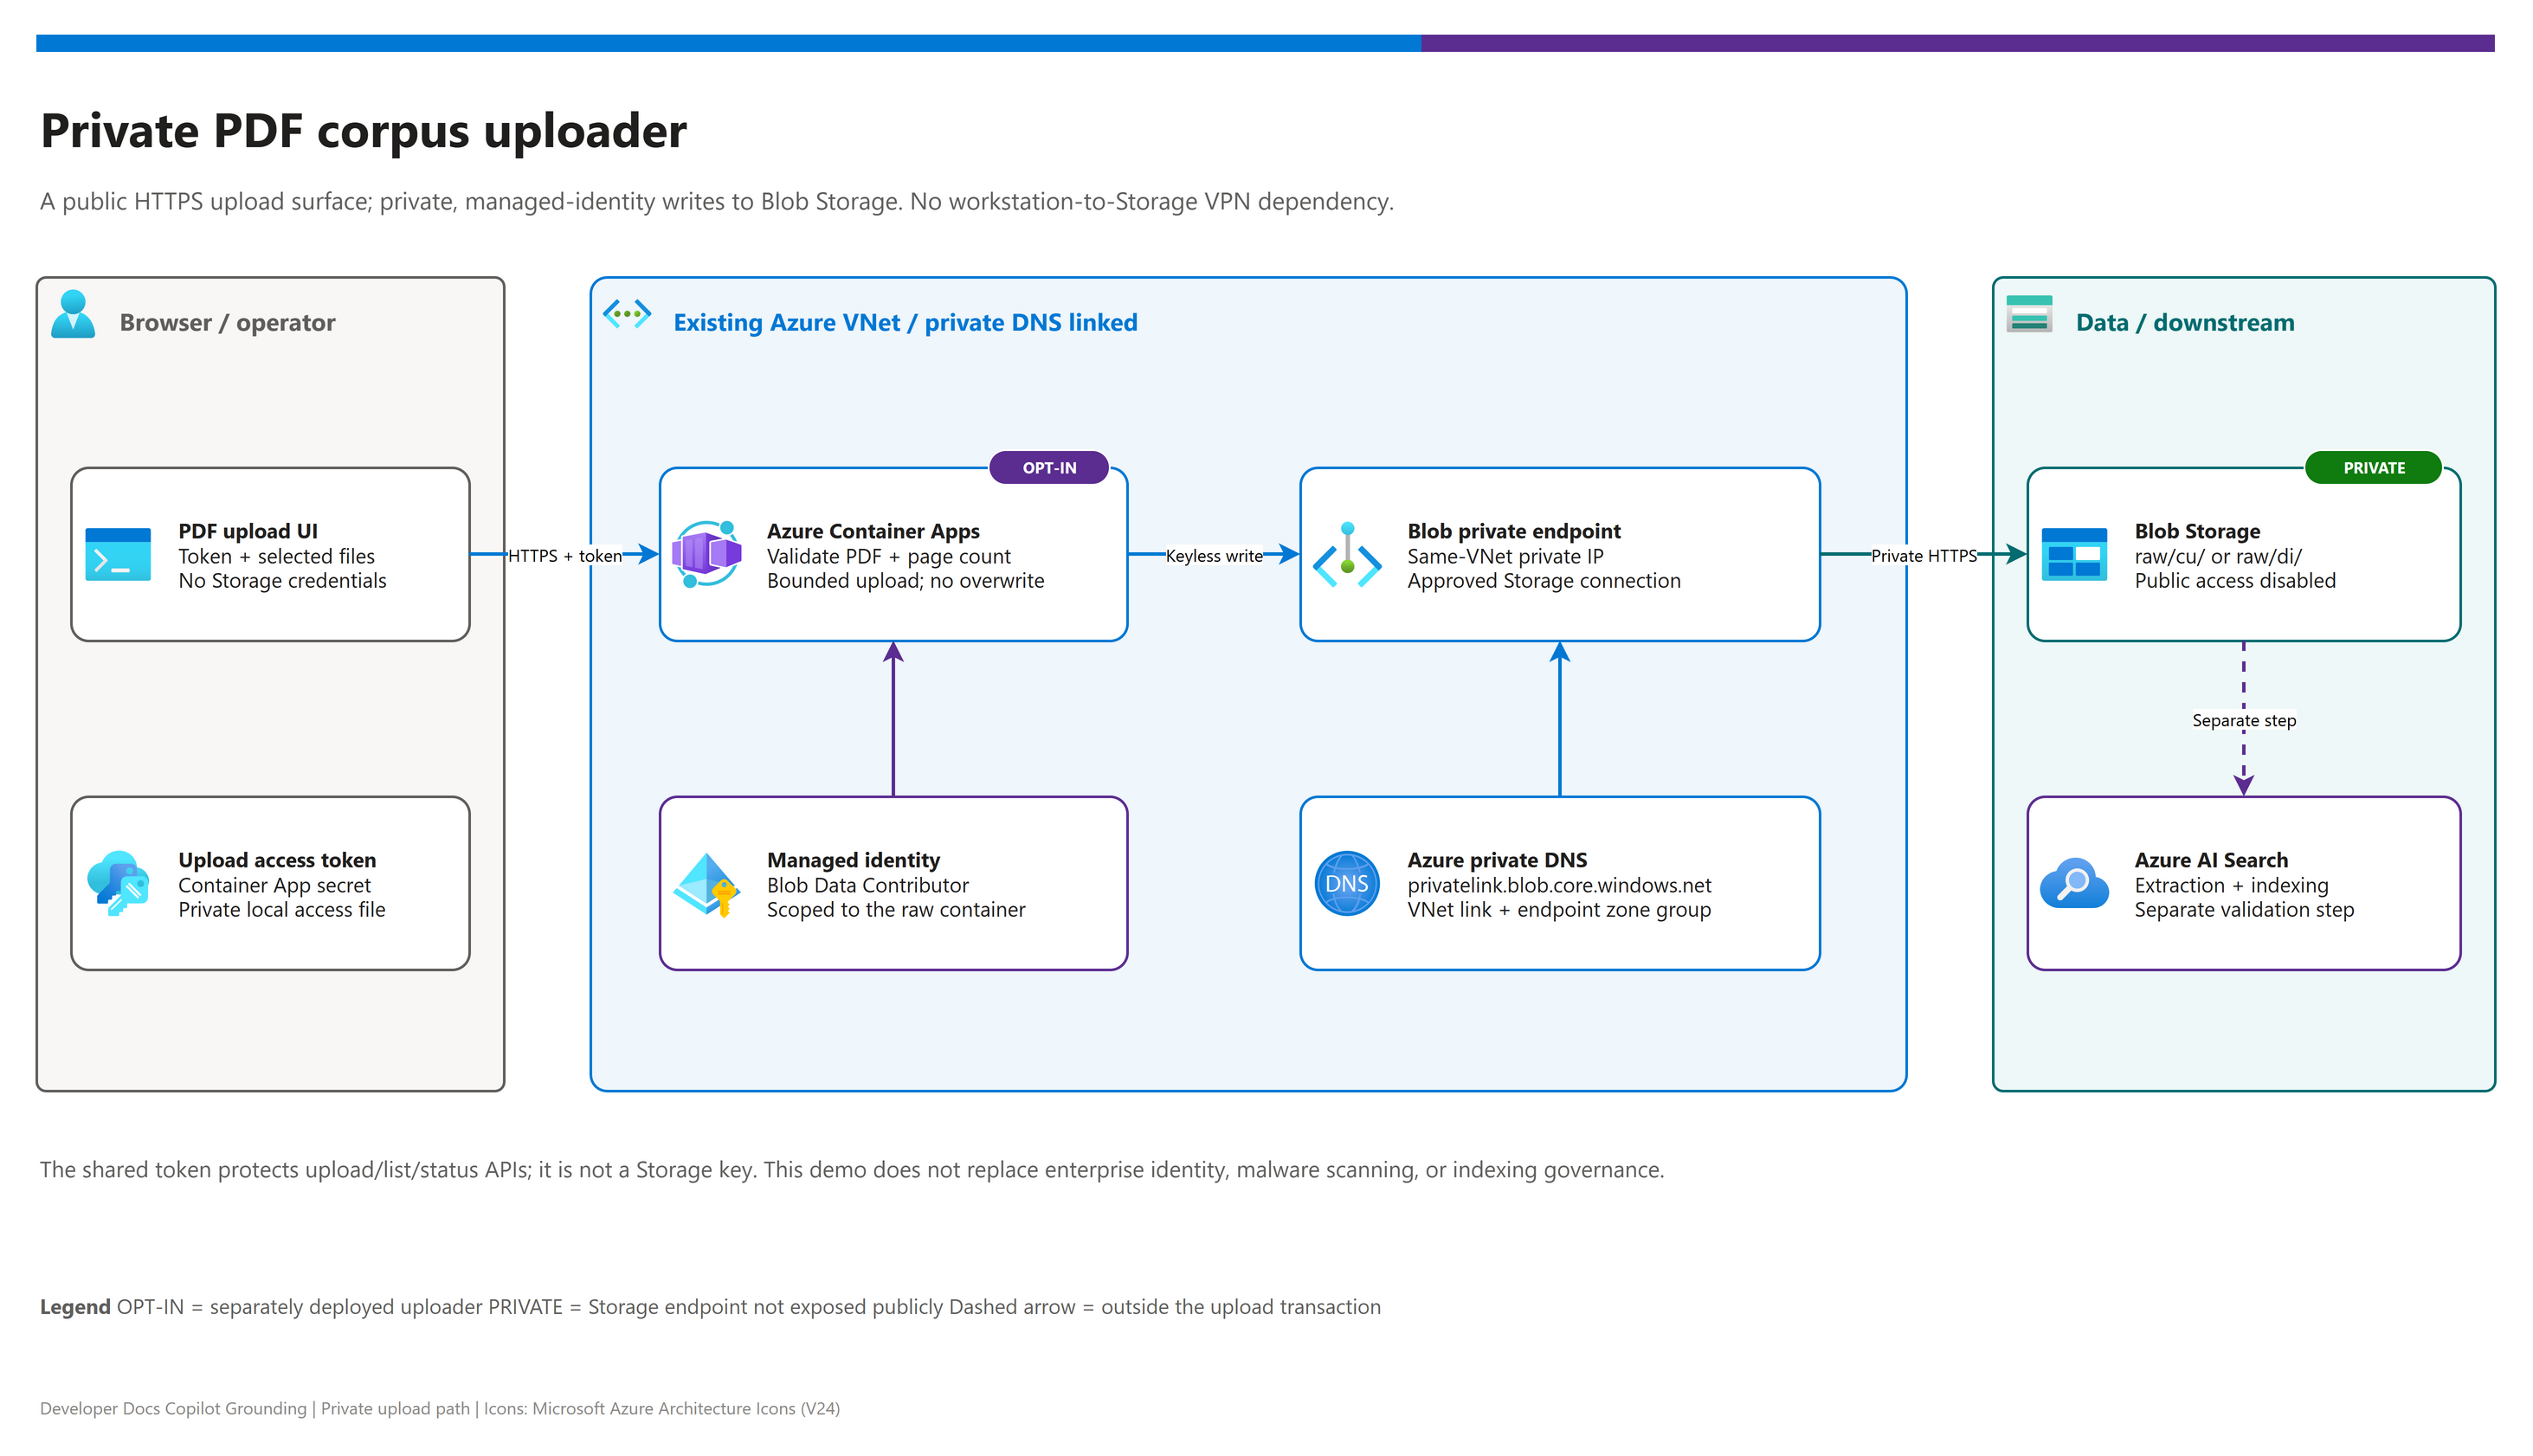 Private PDF corpus uploader
A public HTTPS upload surface; private, managed-identity writes to Blob Storage. No workstation-to-Storage VPN dependency.
Browser / operator
PDF upload UI
Token + selected files
No Storage credentials
Upload access token
Container App secret
Private local access file
HTTPS + token
Existing Azure VNet / private DNS linked
OPT-IN
Azure Container Apps
Validate PDF + page count
Bounded upload; no overwrite
Keyless write
Blob private endpoint
Same-VNet private IP
Approved Storage connection
Managed identity
Blob Data Contributor
Scoped to the raw container
DNS
Azure private DNS
privatelink.blob.core.windows.net
VNet link + endpoint zone group
Private HTTPS
Data / downstream
PRIVATE
Blob Storage
raw/cu/ or raw/di/
Public access disabled
Separate step
Azure AI Search
Extraction + indexing
Separate validation step
The shared token protects upload/list/status APIs; it is not a Storage key. This demo does not replace enterprise identity, malware scanning, or indexing governance.
Legend OPT-IN = separately deployed uploader PRIVATE = Storage endpoint not exposed publicly Dashed arrow = outside the upload transaction
Developer Docs Copilot Grounding | Private upload path | Icons: Microsoft Azure Architecture Icons (V24)